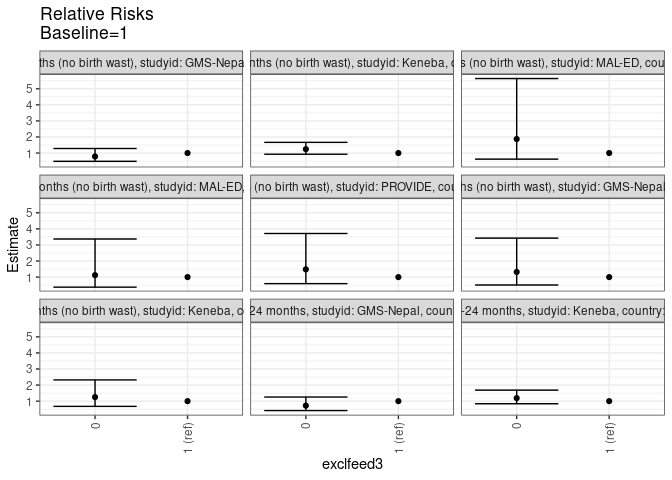 Relative Risks
Baseline=1
(no birth wast), studyid: GMS-Nepa
(no birth wast), studyid: Keneba,
(no birth wast), studyid: MAL-ED, cou
5
4
3
2
1
(no birth wast), studyid: MAL-ED,
(no birth wast), studyid: PROVIDE, cou
(no birth wast), studyid: GMS-Nepal
5
4
3
2
1
Estimate
(no birth wast), studyid: Keneba,
24 months, studyid: GMS-Nepal, coun
-24 months, studyid: Keneba, country:
5
4
3
2
1
0
1 (ref)
0
1 (ref)
0
1 (ref)
exclfeed3